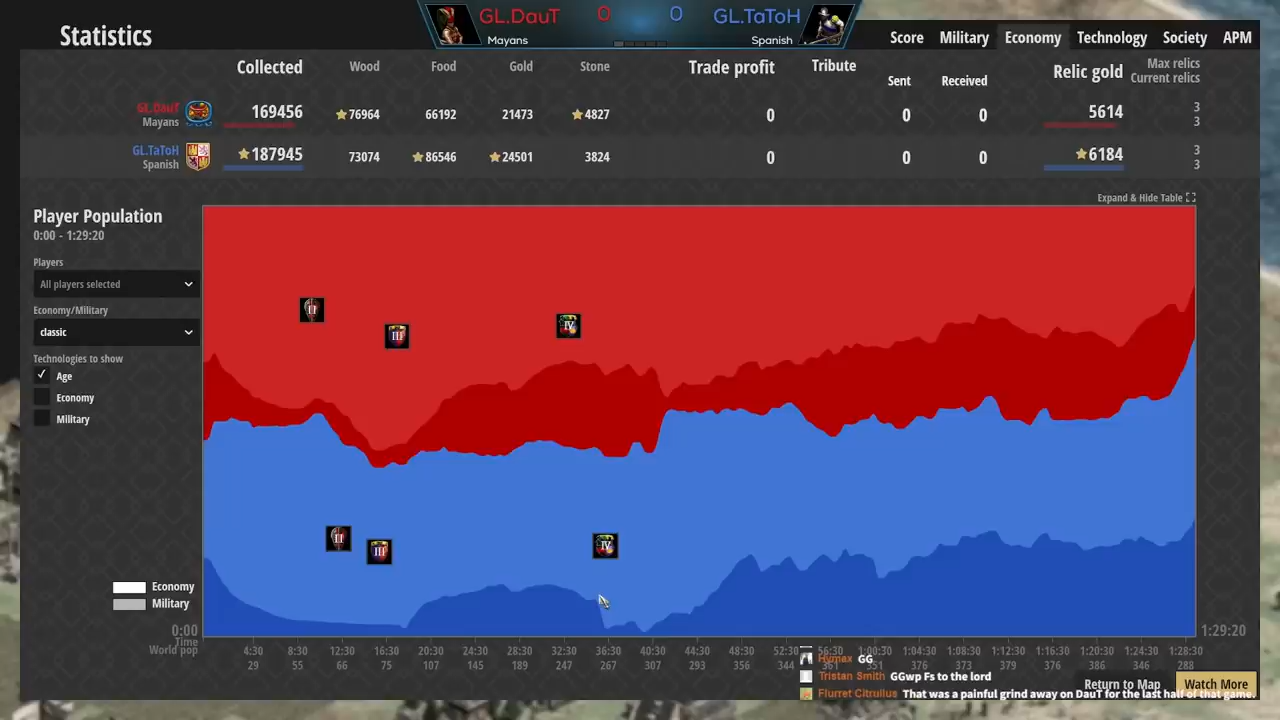 GL.DauT 0 0 GL.TaToH
Mayans Spanish
Statistics
Score Military Economy Technology Society APM
Collected Wood Food Gold Stone Trade profit Tribute Sent Received Relic gold Max relics
Current relics
GL.DauT
Mayans
169456 76964 66192 21473 4827 0 0 0 5614 3
3
GL.TaToH
Spanish
187945 73074 86546 24501 3824 0 0 0 6184 3
3
Expand & Hide Table
Player Population
0:00 - 1:29:20
Players
All players selected
Economy/Military
classic
Technologies to show
Age
Economy
Military
II
III
IV
II
III
IV
Economy
Military
0:00
1:29:20
Time 4:30 8:30 12:30 16:30 20:30 24:30 28:30 32:30 36:30 40:30 44:30 48:30 52:30 56:30 1:00:30 1:04:30 1:08:30 1:12:30 1:16:30 1:20:30 1:24:30 1:28:30
World pop 29 55 66 75 107 145 189 247 267 307 333 356 344 361 376 373 379 376 386 346 288
Hymax GG
Tristan Smith GGwp Fs to the lord
Flurret Citrullus That was a painful grind away on DauT for the last half of that game.
Return to Map
Watch More